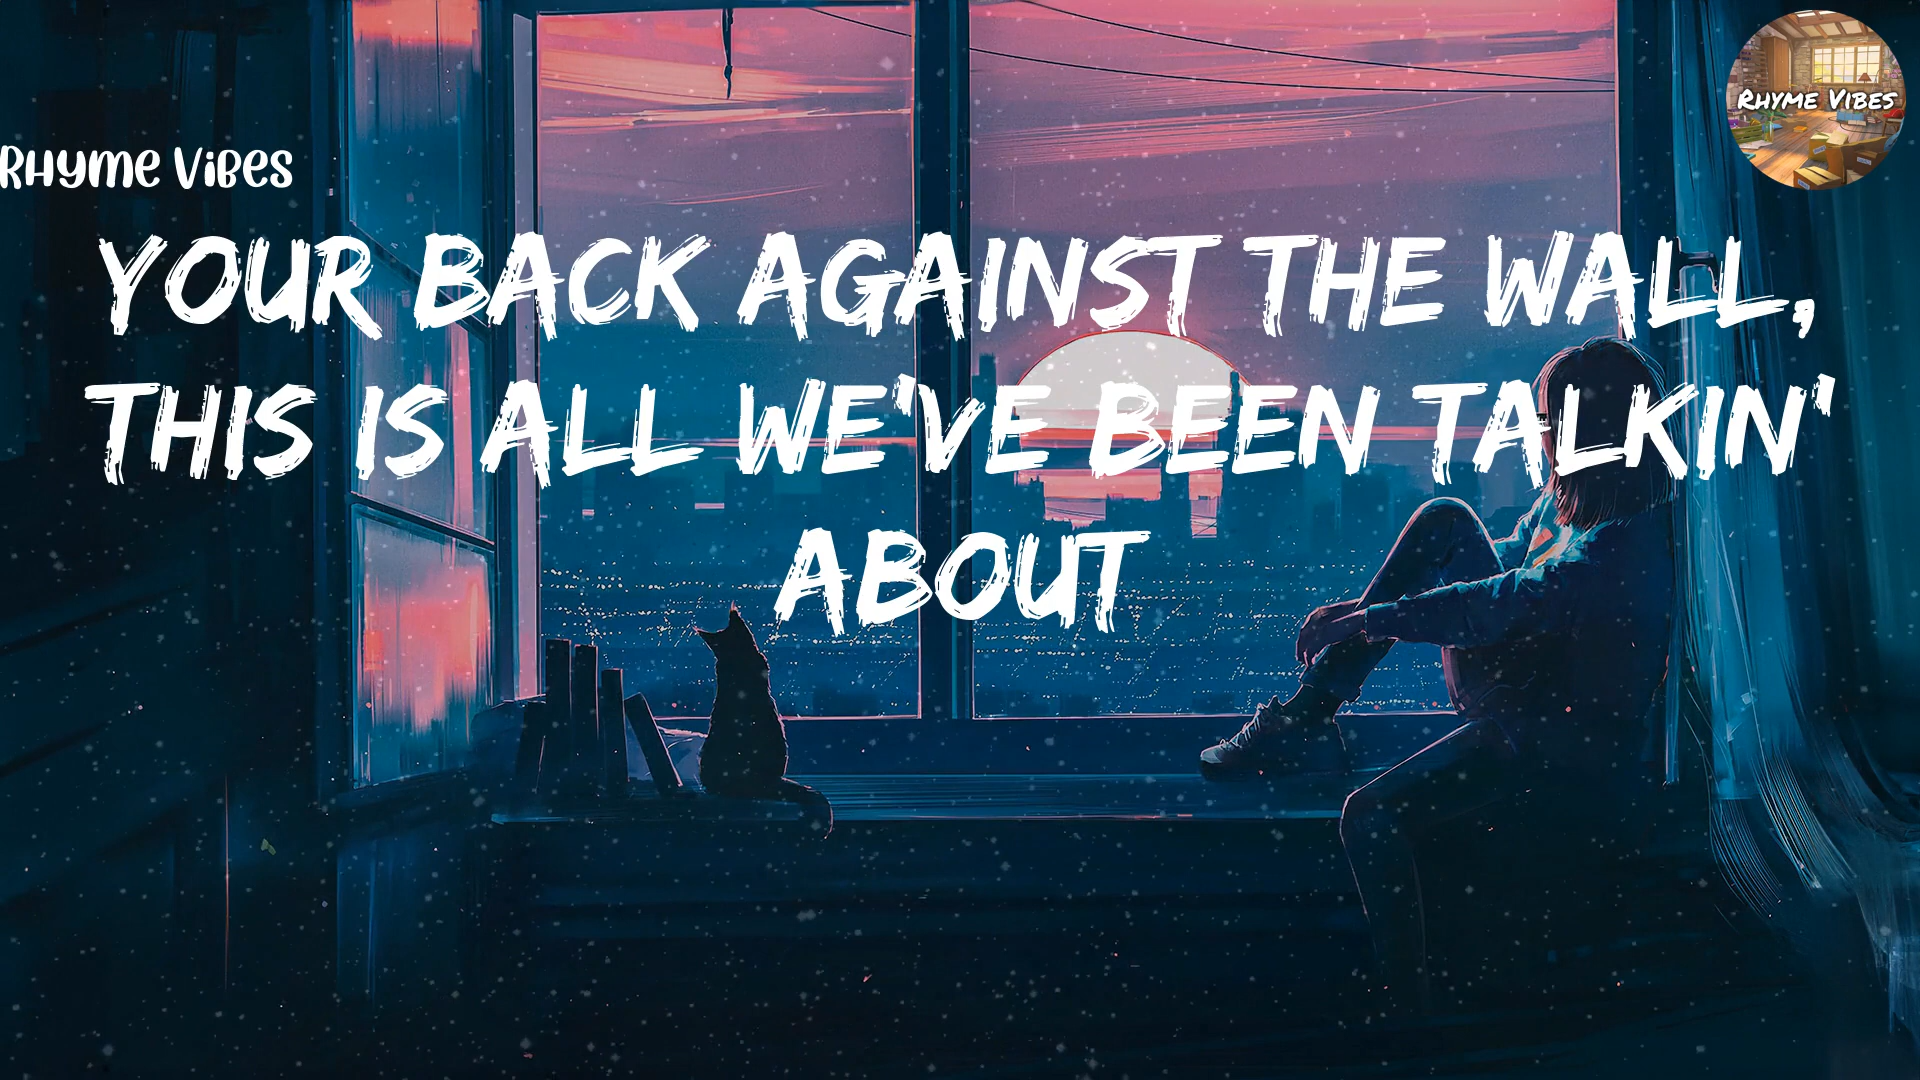 Rhyme Vibes
Rhyme Vibes
YOUR BACK AGAINST THE WALL,
THIS IS ALL WE'VE BEEN TALKIN'
ABOUT